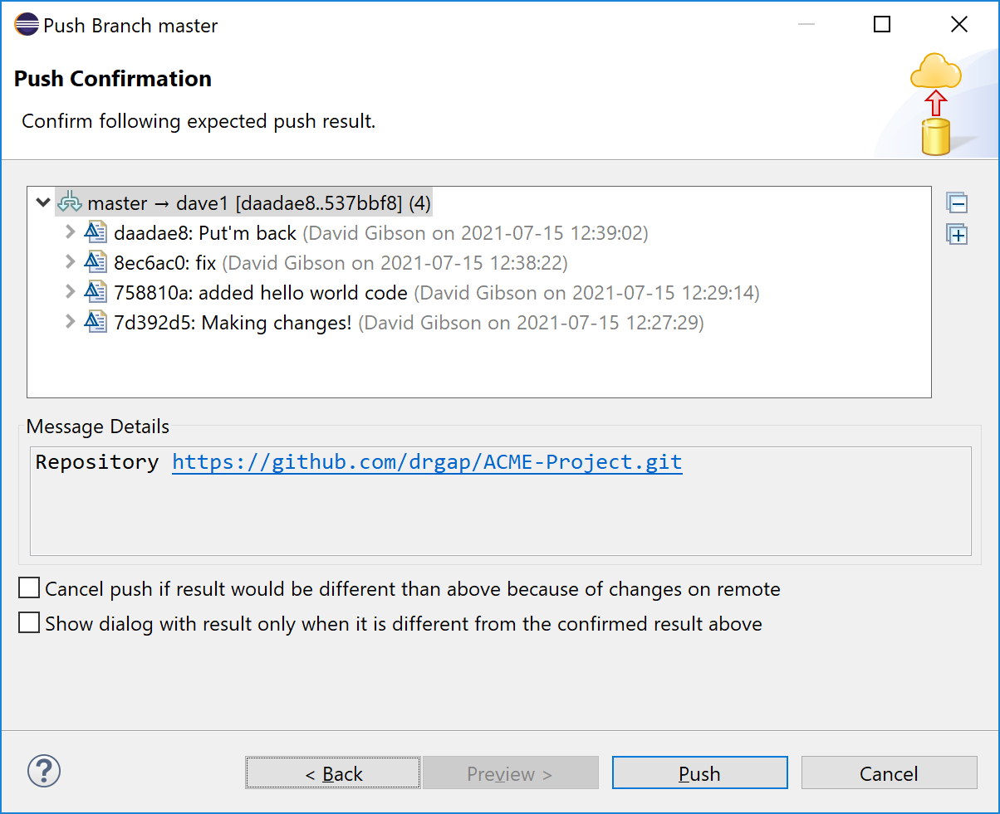 Push Branch master
Push Confirmation
Confirm following expected push result.
master → dave1 [daadae8..537bbf8] (4)
daadae8: Put'm back (David Gibson on 2021-07-15 12:39:02)
8ec6ac0: fix (David Gibson on 2021-07-15 12:38:22)
758810a: added hello world code (David Gibson on 2021-07-15 12:29:14)
7d392d5: Making changes! (David Gibson on 2021-07-15 12:27:29)
Message Details
Repository https://github.com/drgap/ACME-Project.git
Cancel push if result would be different than above because of changes on remote
Show dialog with result only when it is different from the confirmed result above
? < Back Preview > Push Cancel